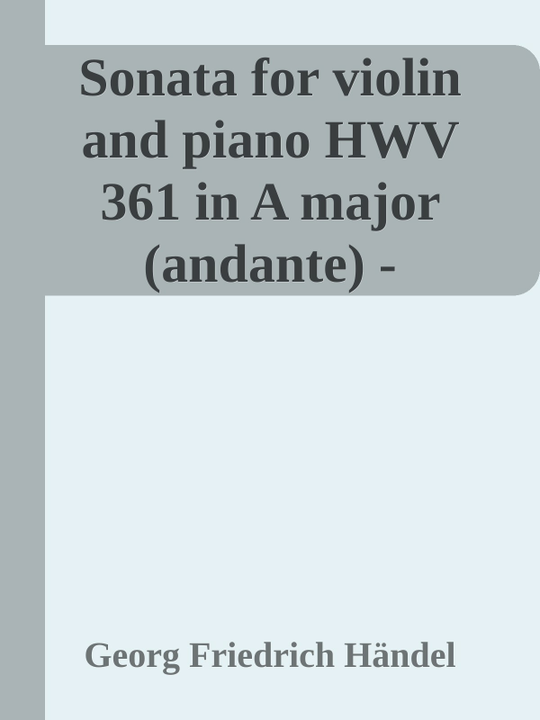 Sonata for violin
and piano HWV
361 in A major
(andante) -
Georg Friedrich Händel